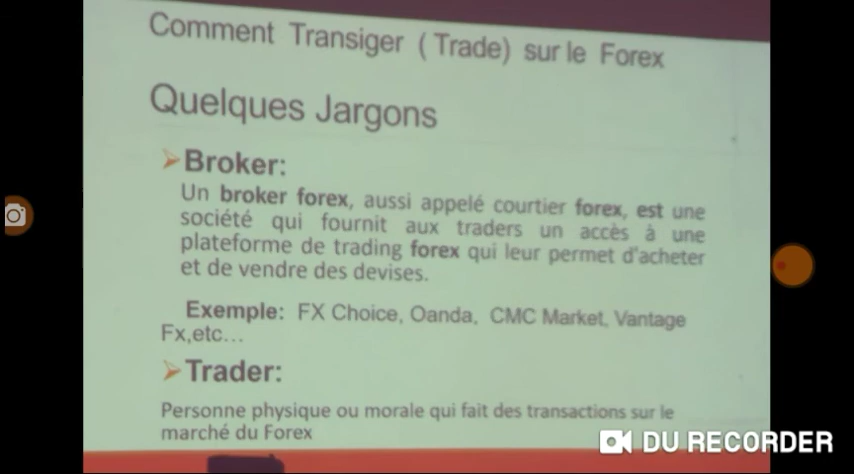 Comment Transiger ( Trade) sur le Forex
Quelques Jargons
➢Broker:
Un broker forex, aussi appelé courtier forex, est une
société qui fournit aux traders un accès à une
plateforme de trading forex qui leur permet d'acheter
et de vendre des devises.
Exemple: FX Choice, Oanda, CMC Market, Vantage
Fx,etc...
➢Trader:
Personne physique ou morale qui fait des transactions sur le
marché du Forex
DU RECORDER